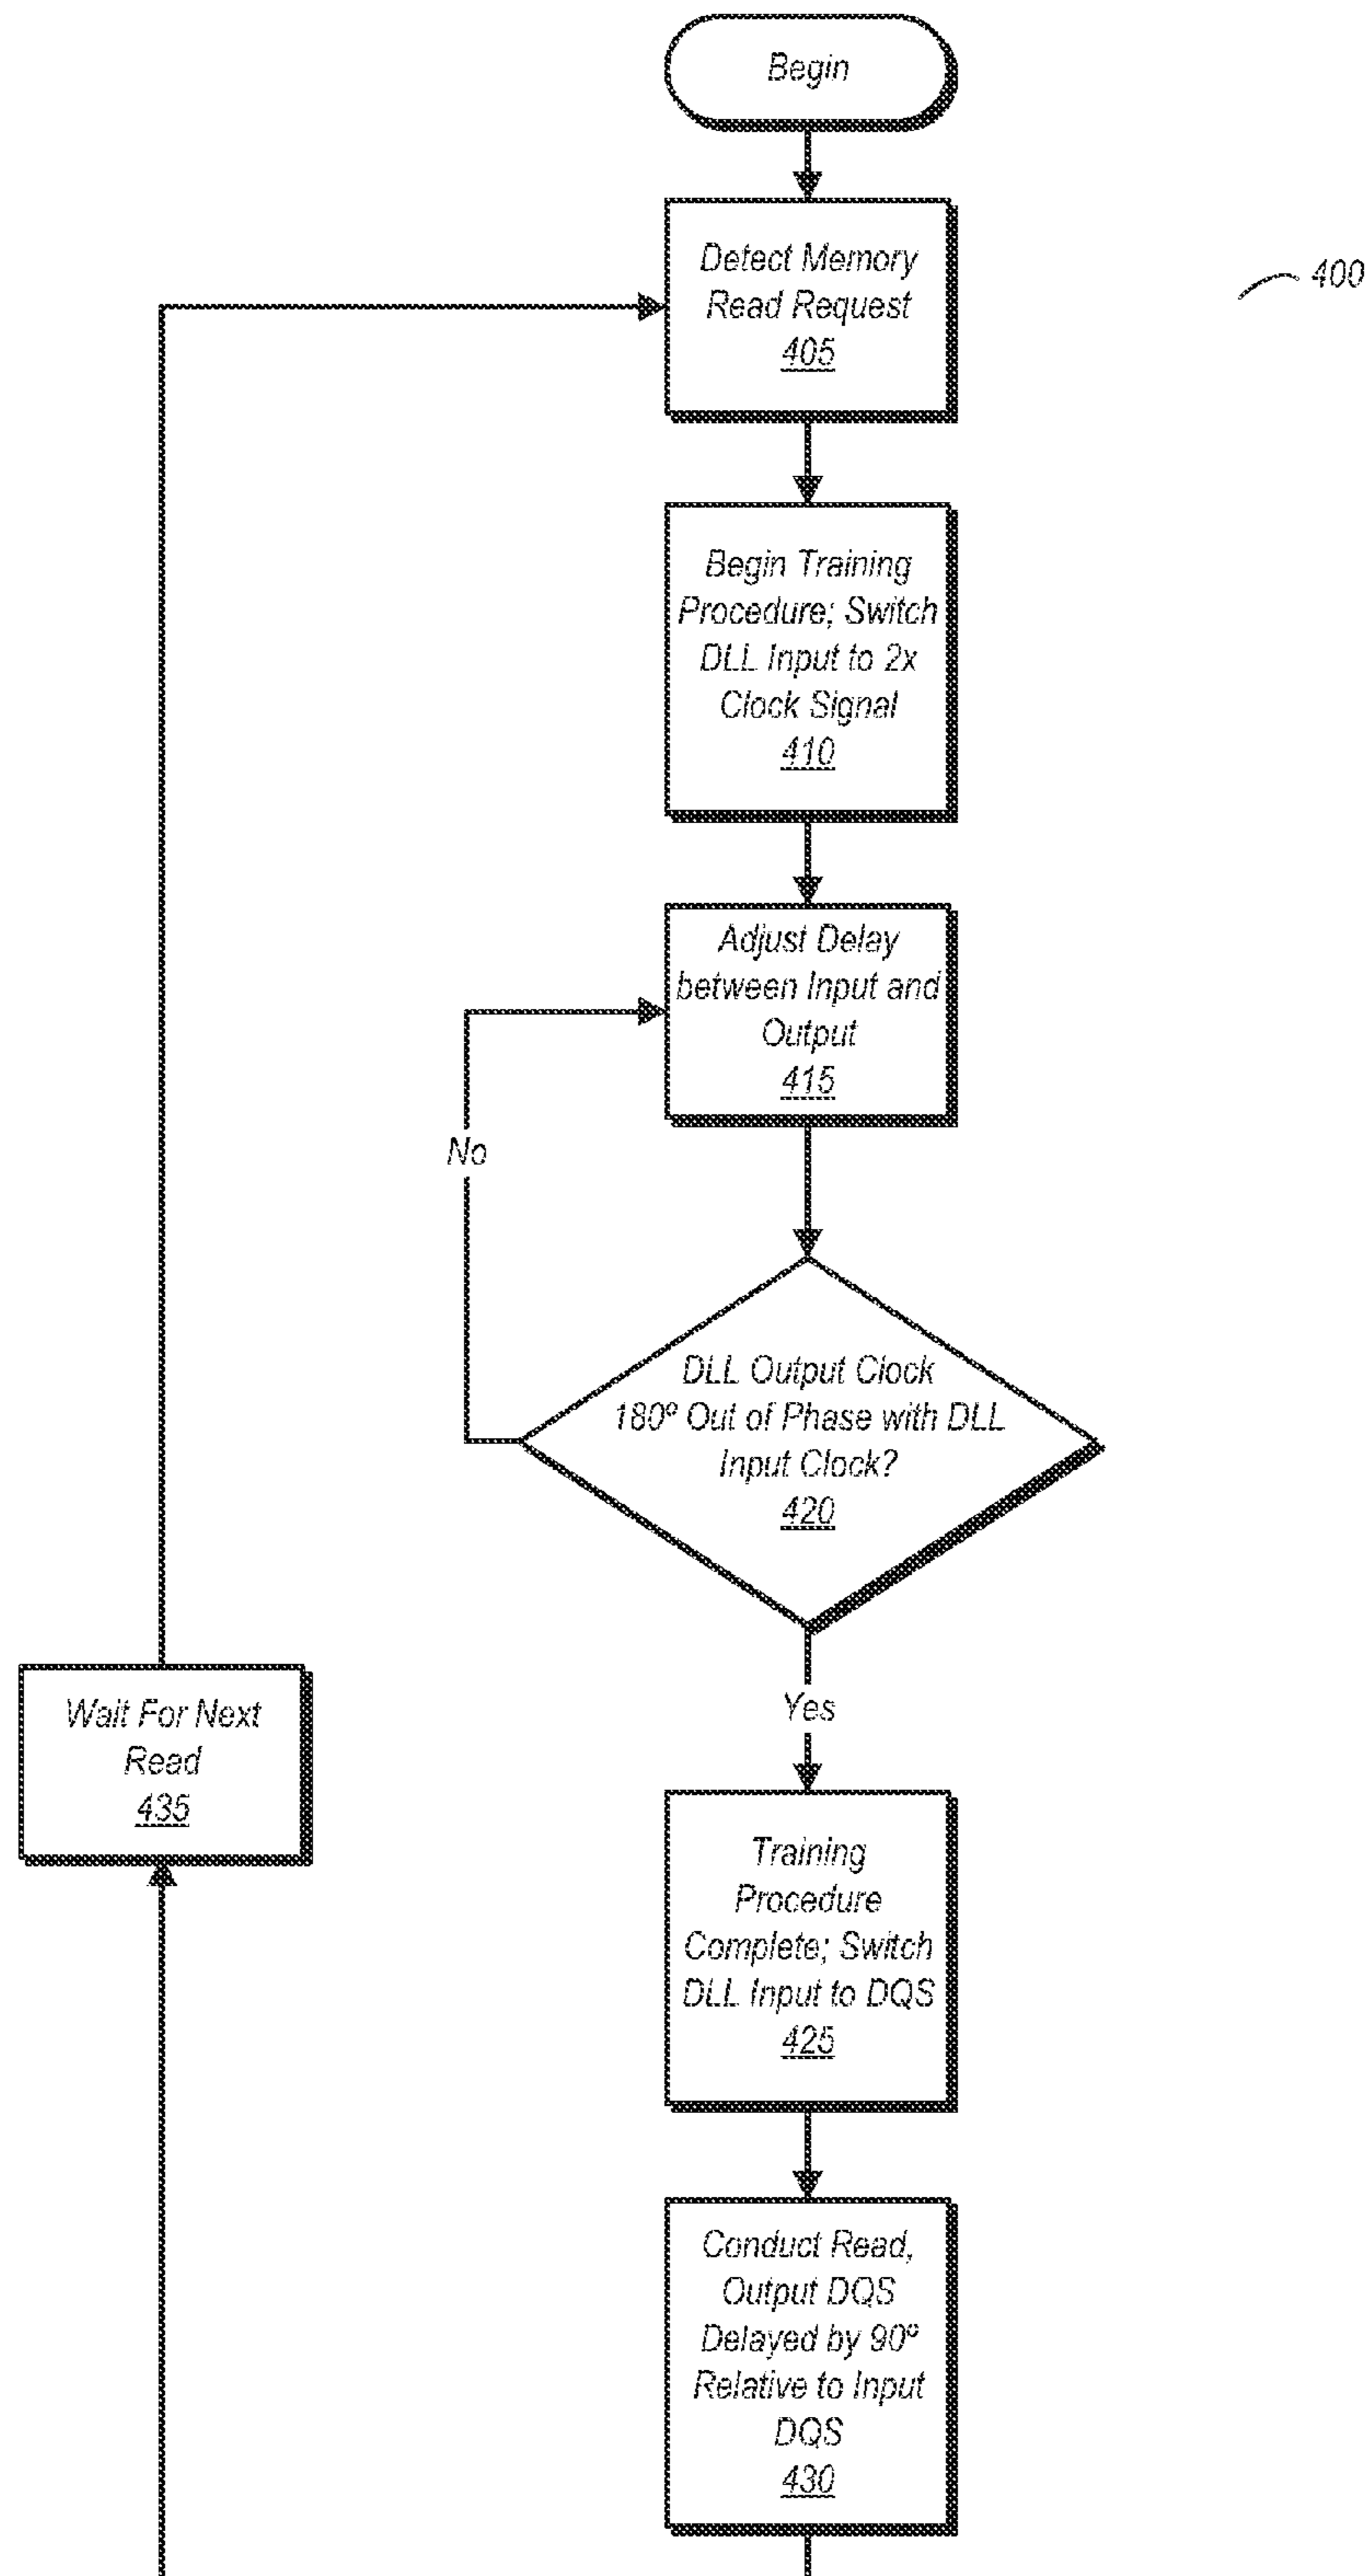 Begin
Detect Memory
Read Request
405
400
Begin Training
Procedure; Switch
DLL Input to 2x
Clock Signal
410
Adjust Delay
between Input and
Output
415
No
DLL Output Clock
180º Out of Phase with DLL
Input Clock?
420
Yes
Wait For Next
Read
435
Training
Procedure
Complete; Switch
DLL Input to DQS
425
Conduct Read,
Output DQS
Delayed by 90º
Relative to Input
DQS
430